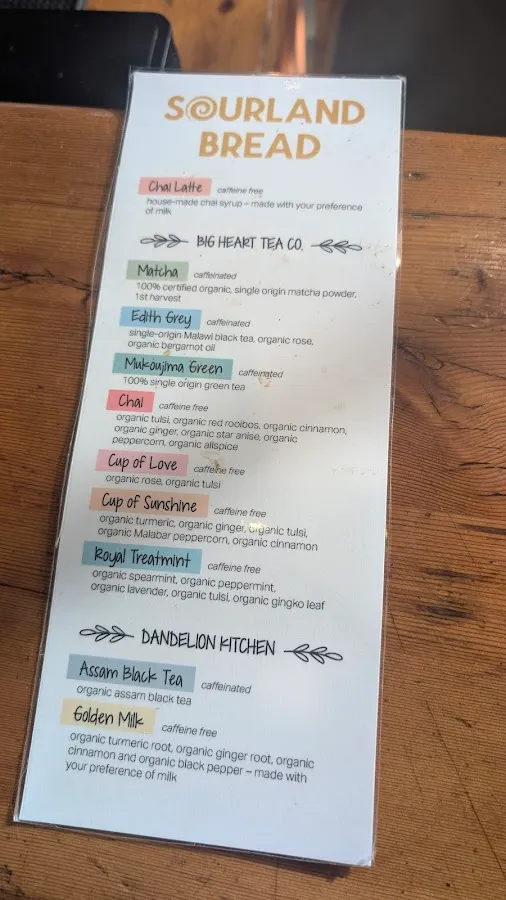 SOURLAND
BREAD
Chai Latte caffeine free
house-made chai syrup – made with your preference
of milk
BIG HEART TEA CO.
Matcha caffeinated
100% certified organic, single origin matcha powder,
1st harvest
Edith Grey caffeinated
single-origin Malawi black tea, organic rose,
organic bergamot oil
Mukoujima Green caffeinated
100% single origin green tea
Chai caffeine free
organic tulsi, organic red rooibos, organic cinnamon,
organic ginger, organic star anise, organic
peppercorn, organic allspice
Cup of Love caffeine free
organic rose, organic tulsi
Cup of Sunshine caffeine free
organic turmeric, organic ginger, organic tulsi,
organic Malabar peppercorn, organic cinnamon
Royal Treatmint caffeine free
organic spearmint, organic peppermint,
organic lavender, organic tulsi, organic gingko leaf
DANDELION KITCHEN
Assam Black Tea caffeinated
organic assam black tea
Golden Milk caffeine free
organic turmeric root, organic ginger root, organic
cinnamon and organic black pepper – made with
your preference of milk